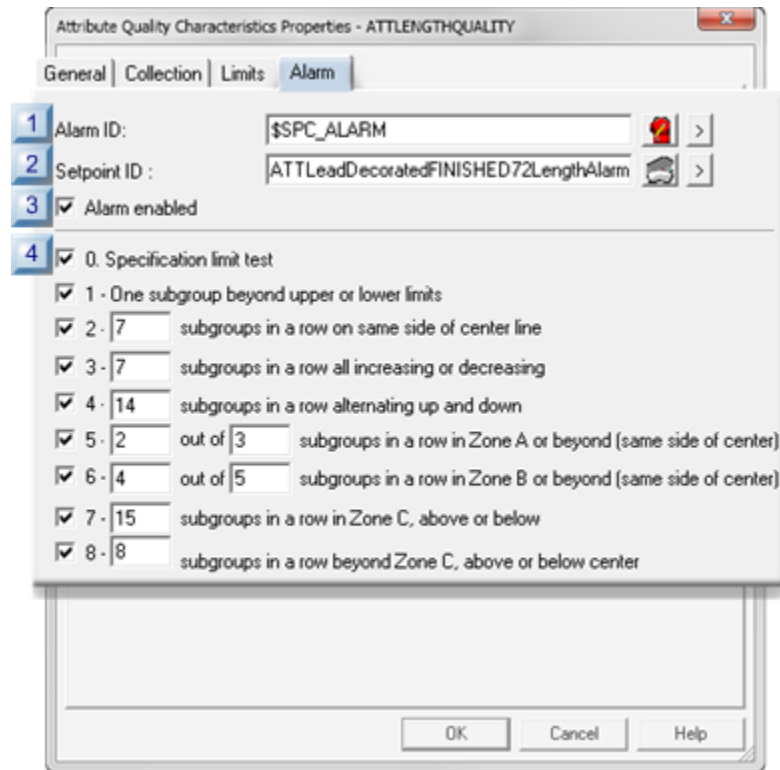 Attribute Quality Characteristics Properties - ATTLENGTHQUALITY
General Collection Limits Alarm
1 Alarm ID: $SPC_ALARM >
2 Setpoint ID : ATTLeadDecoratedFINISHED72LengthAlarm >
3 Alarm enabled
4 0. Specification limit test
1 - One subgroup beyond upper or lower limits
2 - 7 subgroups in a row on same side of center line
3 - 7 subgroups in a row all increasing or decreasing
4 - 14 subgroups in a row alternating up and down
5 - 2 out of 3 subgroups in a row in Zone A or beyond (same side of center)
6 - 4 out of 5 subgroups in a row in Zone B or beyond (same side of center)
7 - 15 subgroups in a row in Zone C, above or below
8 - 8 subgroups in a row beyond Zone C, above or below center
OK Cancel Help